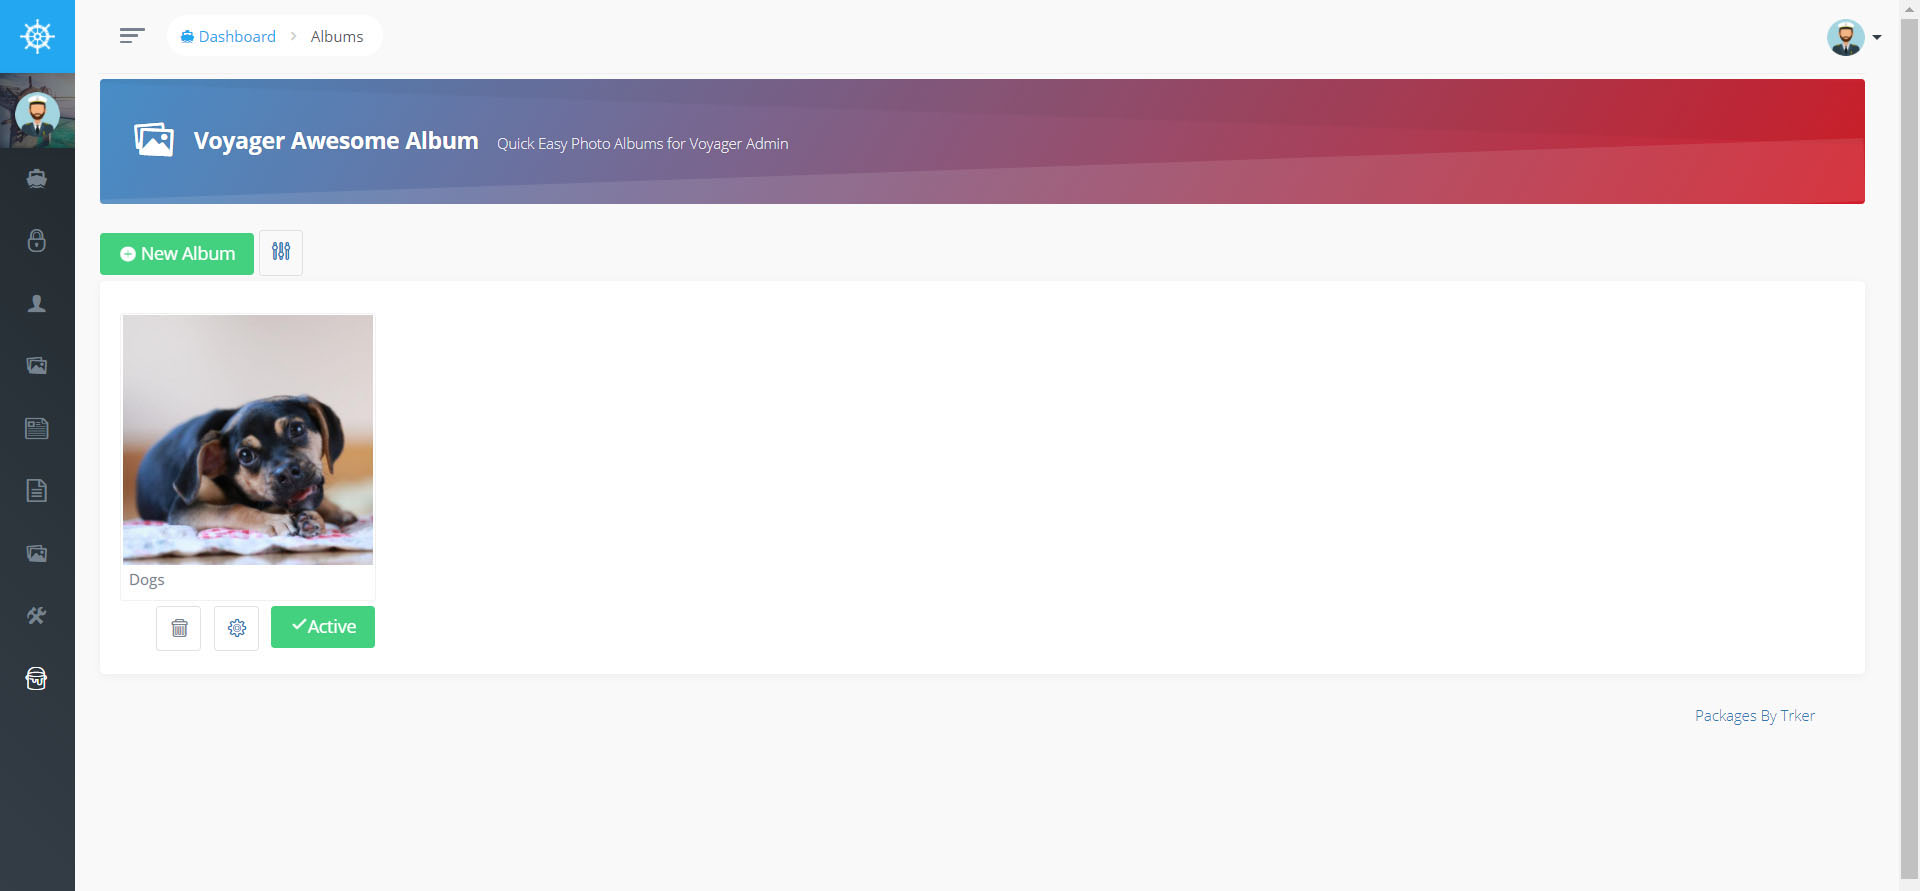 Dashboard > Albums
Voyager Awesome Album Quick Easy Photo Albums for Voyager Admin
New Album
Dogs
Active
Packages By Trker